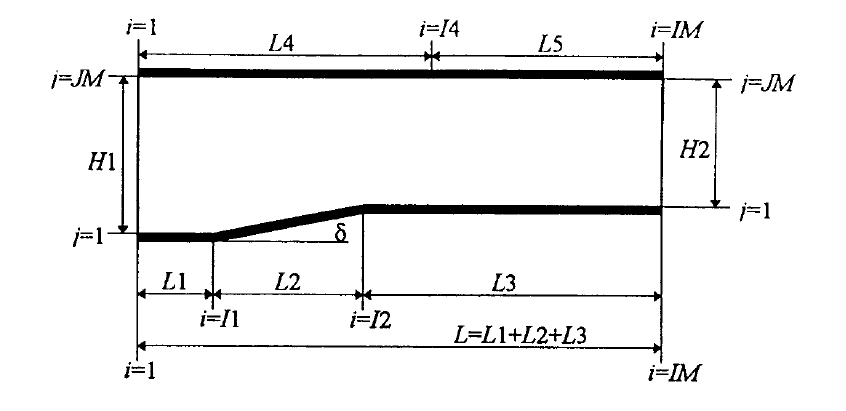 i=1 i=I4 i=IM
L4 L5
j=JM j=JM
H1 H2
j=1 δ j=1
L1 L2 L3
i=I1 i=I2
L=L1+L2+L3
i=1 i=IM